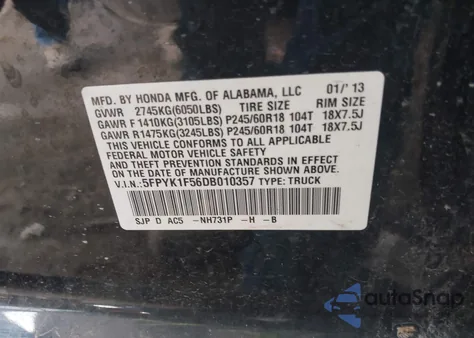 MFD. BY HONDA MFG. OF ALABAMA, LLC 01/'13
GVWR 2745KG(6050LBS) TIRE SIZE RIM SIZE
GAWR F 1410KG(3105LBS) P245/60R18 104T 18X7.5J
GAWR R 1475KG(3245LBS) P245/60R18 104T 18X7.5J
THIS VEHICLE CONFORMS TO ALL APPLICABLE
FEDERAL MOTOR VEHICLE SAFETY STANDARDS IN
EFFECT ON THE DATE OF MANUFACTURE SHOWN ABOVE.
V.I.N.:5FPYK1F56DB010357 TYPE: TRUCK
SJP D AC5 -NH731P -H -B
autoSnap